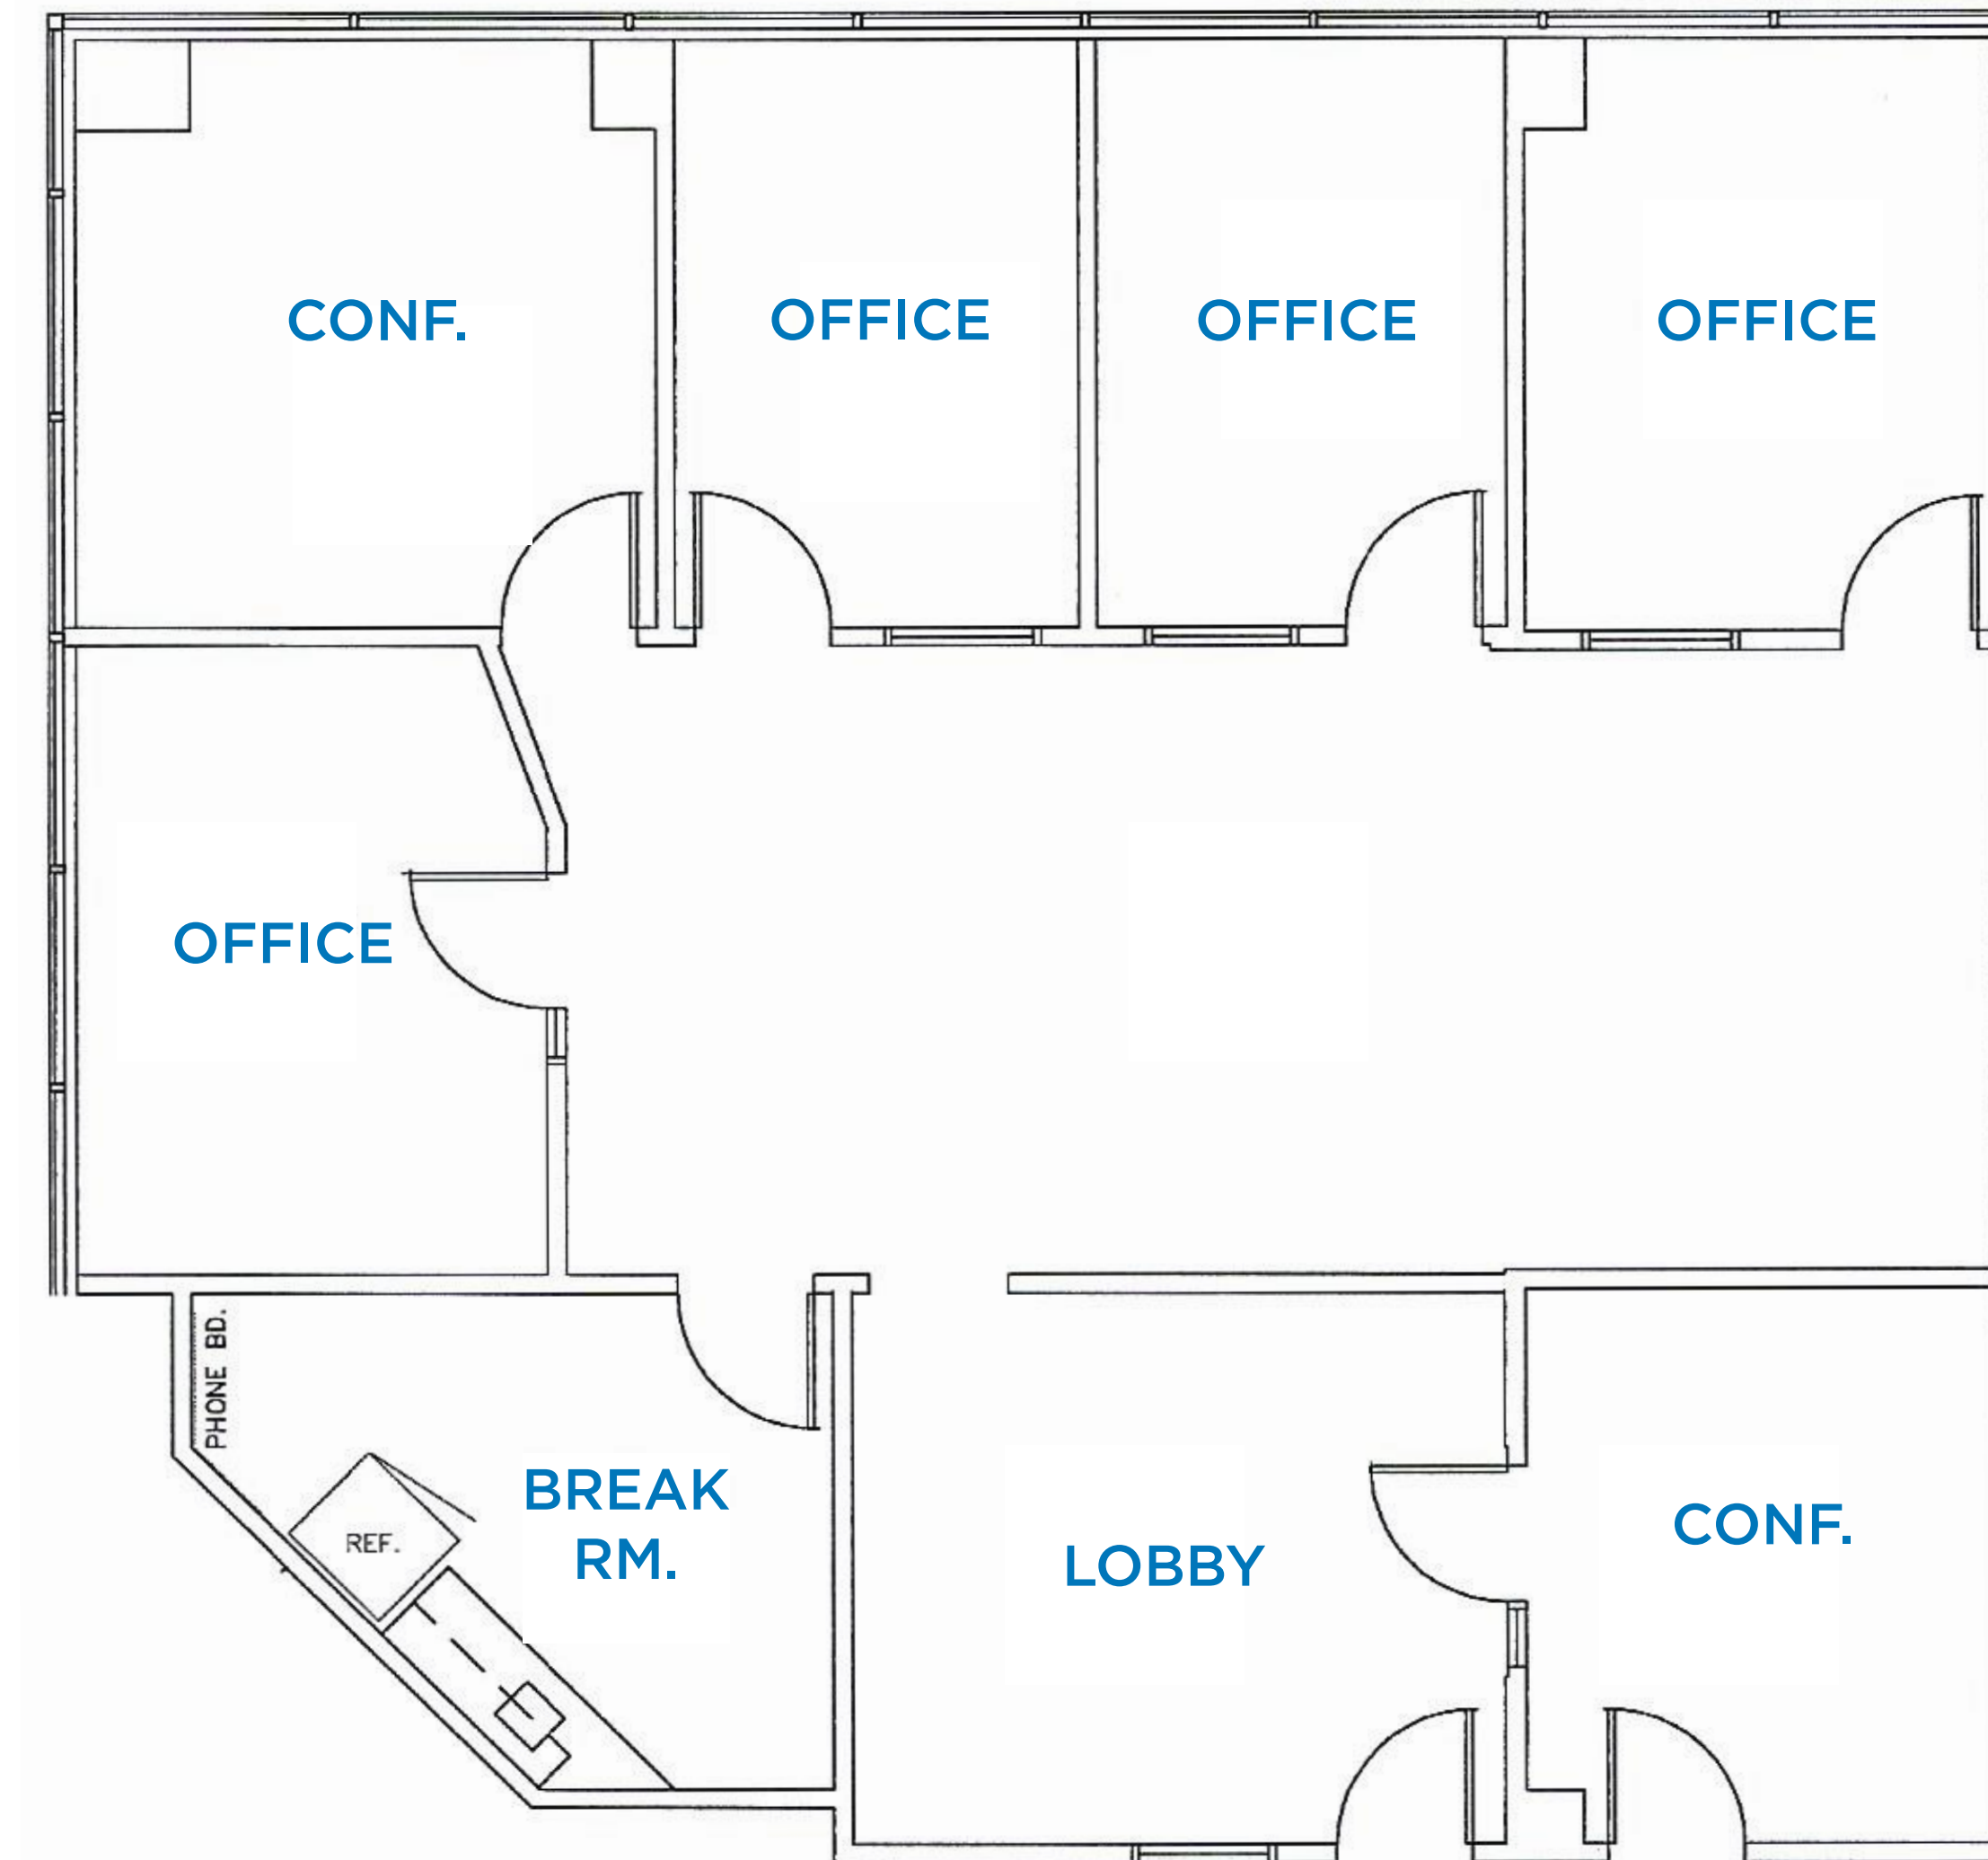 CONF.
OFFICE
OFFICE
OFFICE
OFFICE
PHONE BD.
REF.
BREAK
RM.
LOBBY
CONF.